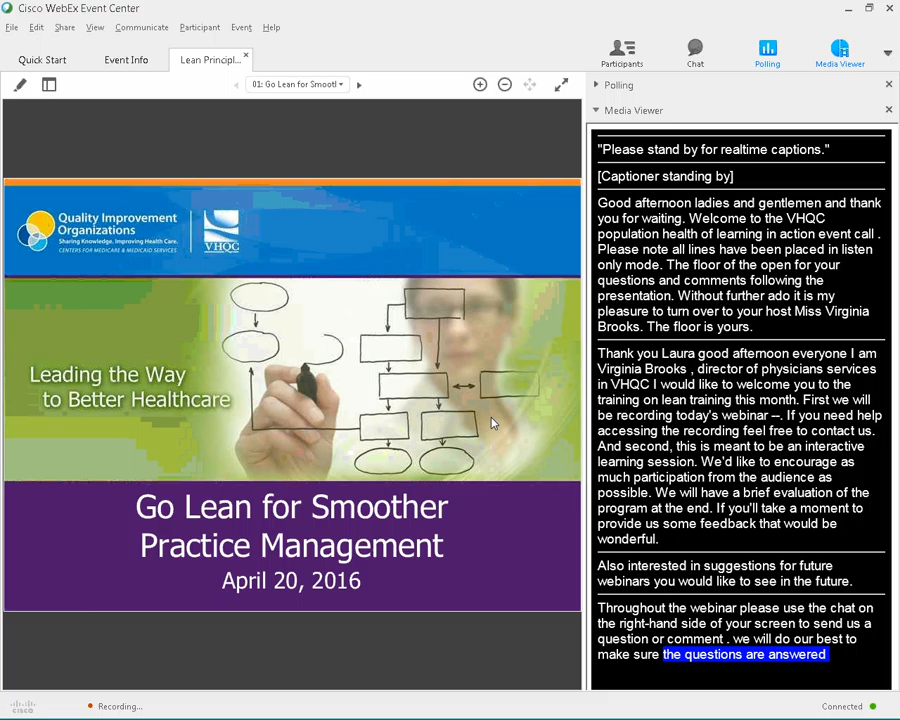 Cisco WebEx Event Center
File Edit Share View Communicate Participant Event Help
Quick Start Event Info Lean Principl...
Participants Chat Polling Media Viewer
01: Go Lean for Smootl
Polling
Media Viewer
Quality Improvement
Organizations
Sharing Knowledge. Improving Health Care.
CENTERS FOR MEDICARE & MEDICAID SERVICES
VHQC
Leading the Way
to Better Healthcare
Go Lean for Smoother
Practice Management
April 20, 2016
"Please stand by for realtime captions."
[Captioner standing by]
Good afternoon ladies and gentlemen and thank
you for waiting. Welcome to the VHQC
population health of learning in action event call .
Please note all lines have been placed in listen
only mode. The floor of the open for your
questions and comments following the
presentation. Without further ado it is my
pleasure to turn over to your host Miss Virginia
Brooks. The floor is yours.
Thank you Laura good afternoon everyone I am
Virginia Brooks , director of physicians services
in VHQC I would like to welcome you to the
training on lean training this month. First we will
be recording today's webinar --. If you need help
accessing the recording feel free to contact us.
And second, this is meant to be an interactive
learning session. We'd like to encourage as
much participation from the audience as
possible. We will have a brief evaluation of the
program at the end. If you'll take a moment to
provide us some feedback that would be
wonderful.
Also interested in suggestions for future
webinars you would like to see in the future.
Throughout the webinar please use the chat on
the right-hand side of your screen to send us a
question or comment . we will do our best to
make sure the questions are answered
cisco
Recording...
Connected